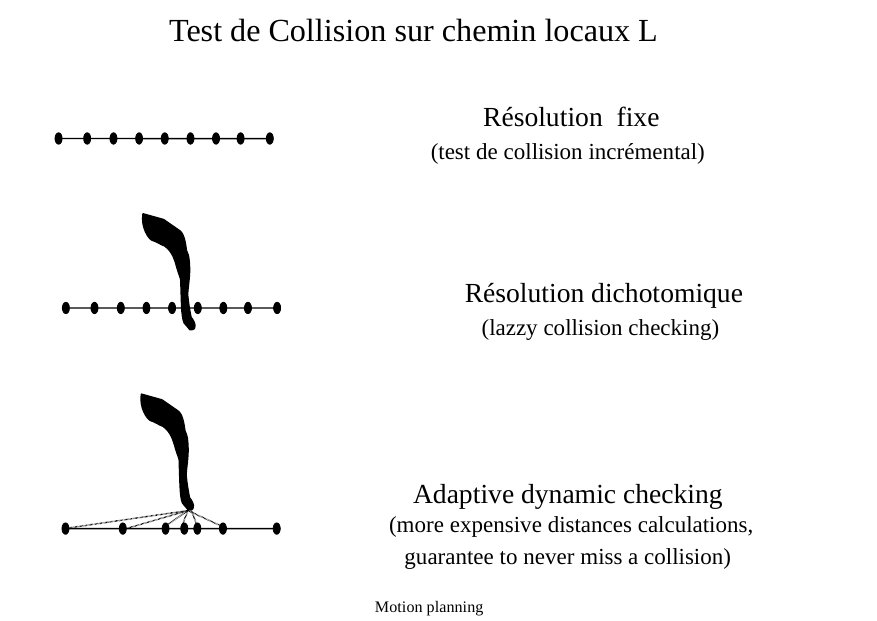 Test de Collision sur chemin locaux L
Résolution  fixe
(test de collision incrémental)
Résolution dichotomique
(lazzy collision checking)
Adaptive dynamic checking
(more expensive distances calculations,
guarantee to never miss a collision)
Motion planning